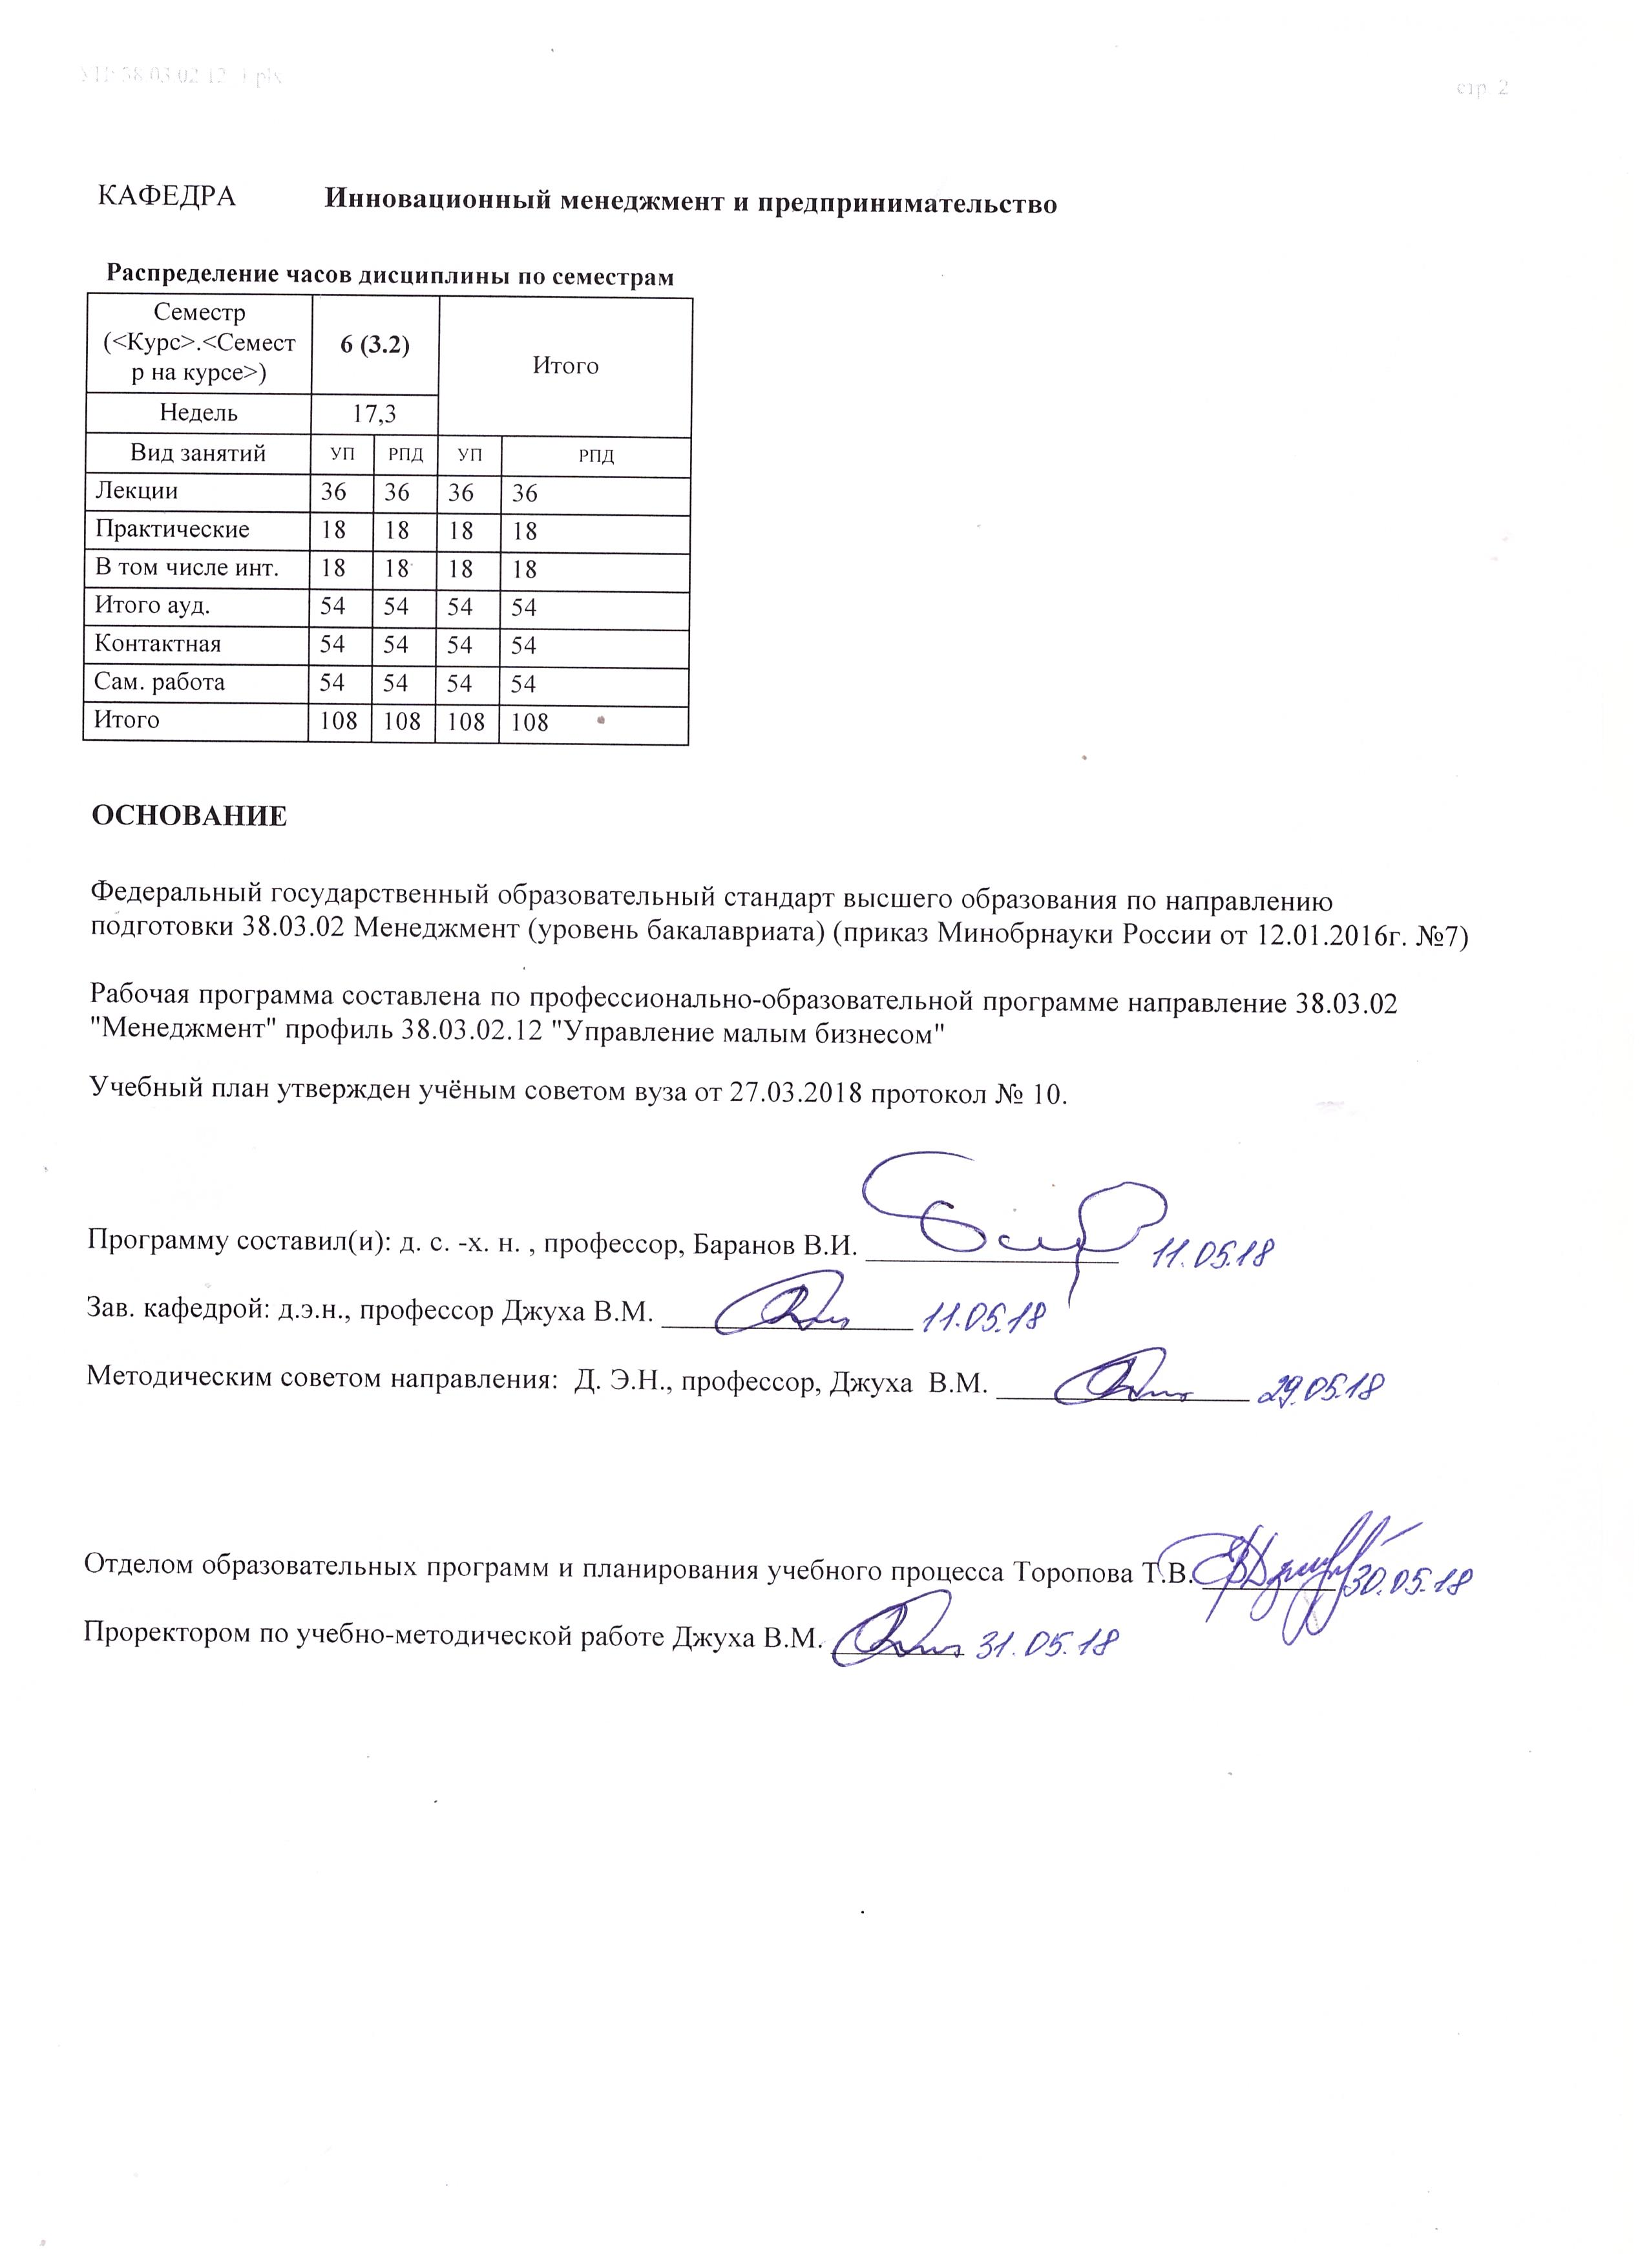 стр. 2
КАФЕДРА Инновационный менеджмент и предпринимательство
Распределение часов дисциплины по семестрам
Семестр
(<Курс>.<Семест
р на курсе>) 6 (3.2) Итого
Недель 17,3
Вид занятий УП РПД УП РПД
Лекции 36 36 36 36
Практические 18 18 18 18
В том числе инт. 18 18 18 18
Итого ауд. 54 54 54 54
Контактная 54 54 54 54
Сам. работа 54 54 54 54
Итого 108 108 108 108
ОСНОВАНИЕ
Федеральный государственный образовательный стандарт высшего образования по направлению
подготовки 38.03.02 Менеджмент (уровень бакалавриата) (приказ Минобрнауки России от 12.01.2016г. №7)
Рабочая программа составлена по профессионально-образовательной программе направление 38.03.02
"Менеджмент" профиль 38.03.02.12 "Управление малым бизнесом"
Учебный план утвержден учёным советом вуза от 27.03.2018 протокол № 10.
Программу составил(и): д. с. -х. н. , профессор, Баранов В.И. 11.05.18
Зав. кафедрой: д.э.н., профессор Джуха В.М. 11.05.18
Методическим советом направления: Д. Э.Н., профессор, Джуха В.М. 29.05.18
Отделом образовательных программ и планирования учебного процесса Торопова Т.В. 30.05.18
Проректором по учебно-методической работе Джуха В.М. 31.05.18